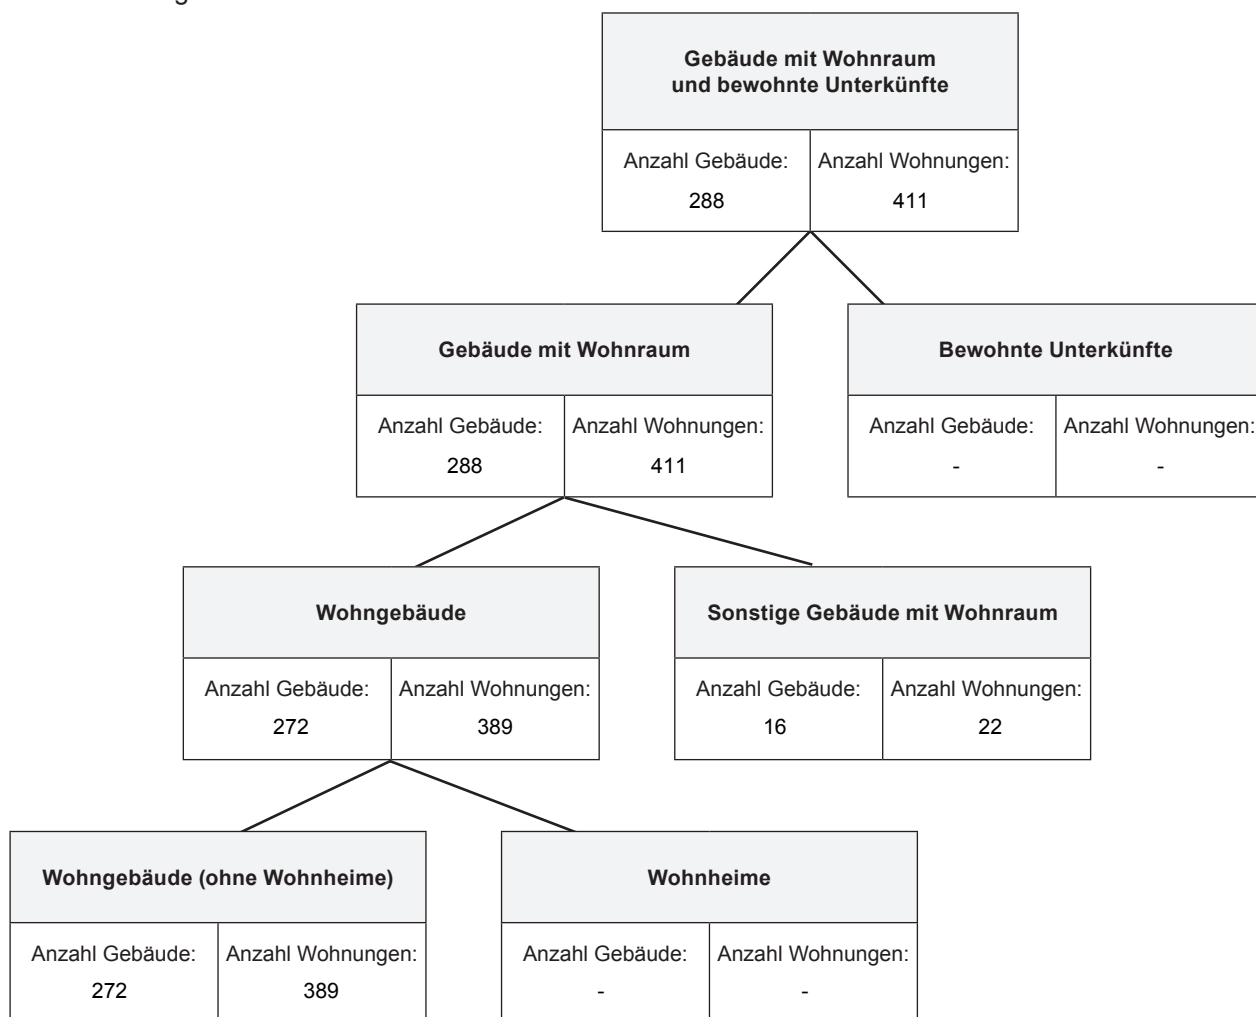 Gebäude mit Wohnraum
und bewohnte Unterkünfte
Anzahl Gebäude: Anzahl Wohnungen:
288 411
Gebäude mit Wohnraum
Anzahl Gebäude: Anzahl Wohnungen:
288 411
Bewohnte Unterkünfte
Anzahl Gebäude: Anzahl Wohnungen:
- -
Wohngebäude
Anzahl Gebäude: Anzahl Wohnungen:
272 389
Sonstige Gebäude mit Wohnraum
Anzahl Gebäude: Anzahl Wohnungen:
16 22
Wohngebäude (ohne Wohnheime)
Anzahl Gebäude: Anzahl Wohnungen:
272 389
Wohnheime
Anzahl Gebäude: Anzahl Wohnungen:
- -